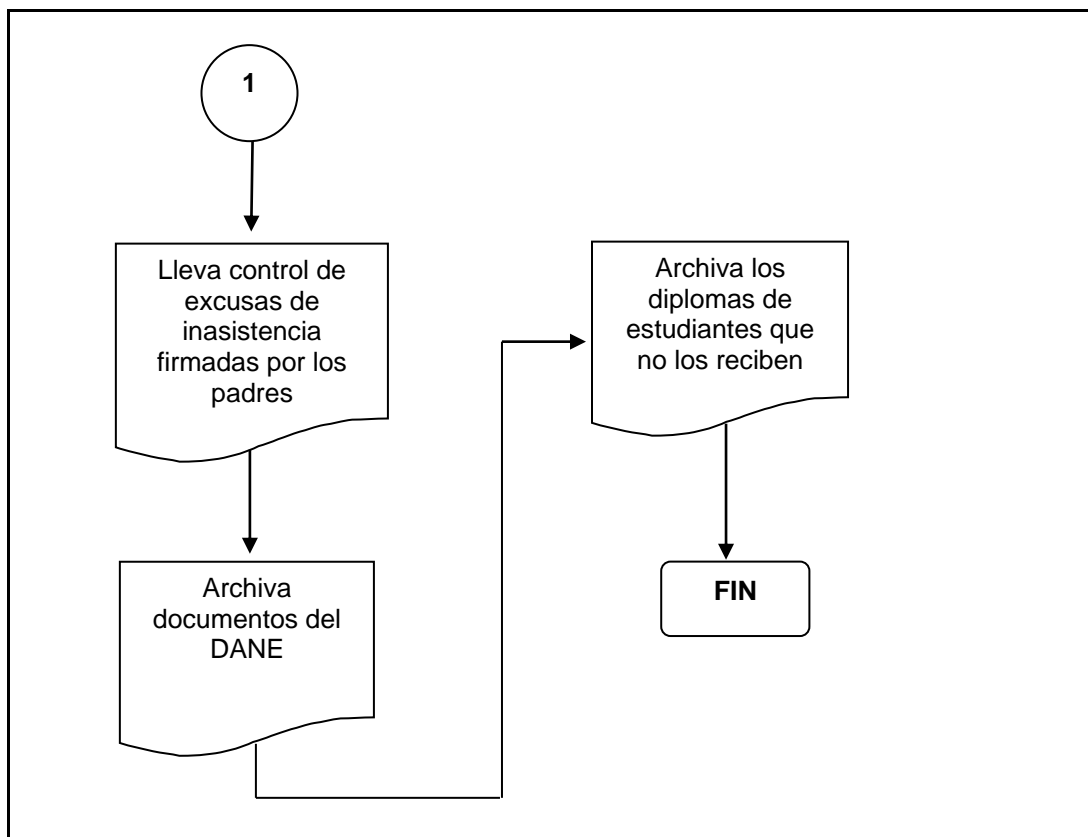 1
Lleva control de
excusas de
inasistencia
firmadas por los
padres
Archiva
documentos del
DANE
Archiva los
diplomas de
estudiantes que
no los reciben
FIN